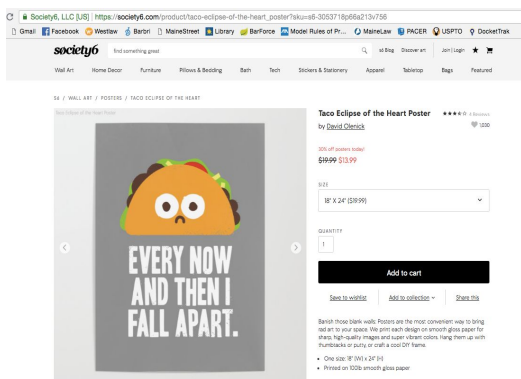 Society6, LLC [US] | https://society6.com/product/taco-eclipse-of-the-heart_poster?sku=s6-3053718p66a213v756
Gmail Facebook Westlaw Barbri MaineStreet Library BarForce Model Rules of Pr... MaineLaw PACER USPTO DocketTrak
society6 find something great s6 Blog Discover art Join | Login
Wall Art Home Decor Furniture Pillows & Bedding Bath Tech Stickers & Stationery Apparel Tabletop Bags Featured
S6 / WALL ART / POSTERS / TACO ECLIPSE OF THE HEART
Taco Eclipse of the Heart Poster
EVERY NOW
AND THEN I
FALL APART.
Taco Eclipse of the Heart Poster 4 Reviews
by David Olenick 1,030
30% off posters today!
$19.99 $13.99
SIZE
18" X 24" ($19.99)
QUANTITY
1
Add to cart
Save to wishlist Add to collection Share this
Banish those blank walls: Posters are the most convenient way to bring
rad art to your space. We print each design on smooth gloss paper for
sharp, high-quality images and super vibrant colors. Hang them up with
thumbtacks or putty, or craft a cool DIY frame.
• One size: 18" (W) x 24" (H)
• Printed on 100lb smooth gloss paper